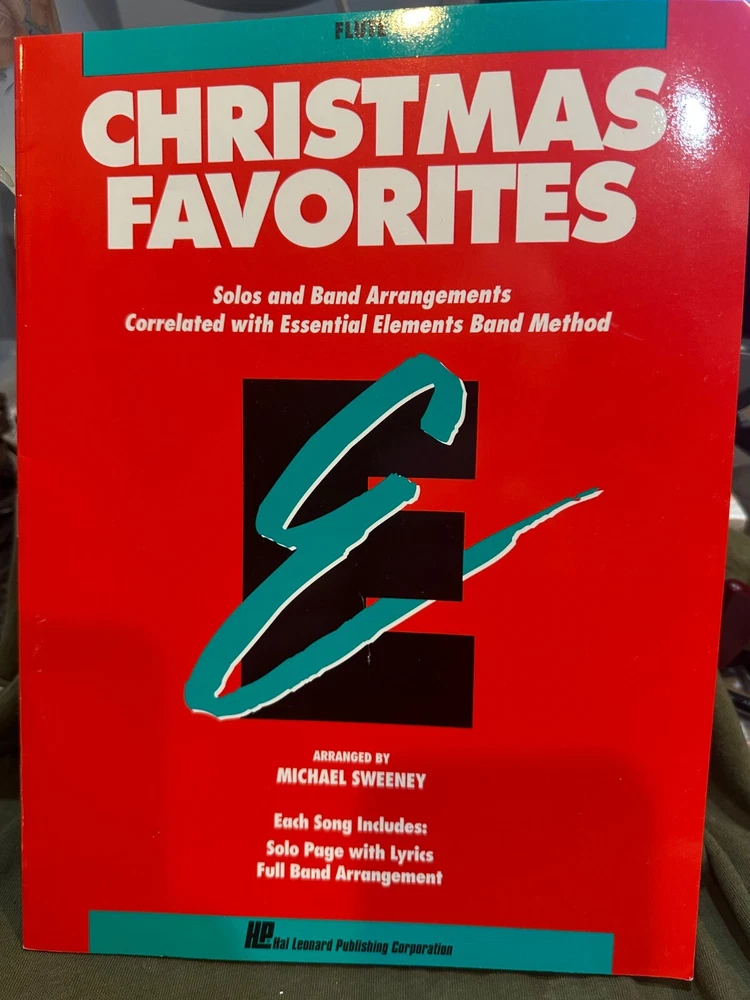 FLUTE
CHRISTMAS
FAVORITES
Solos and Band Arrangements
Correlated with Essential Elements Band Method
E
ARRANGED BY
MICHAEL SWEENEY
Each Song Includes:
Solo Page with Lyrics
Full Band Arrangement
HL Hal Leonard Publishing Corporation